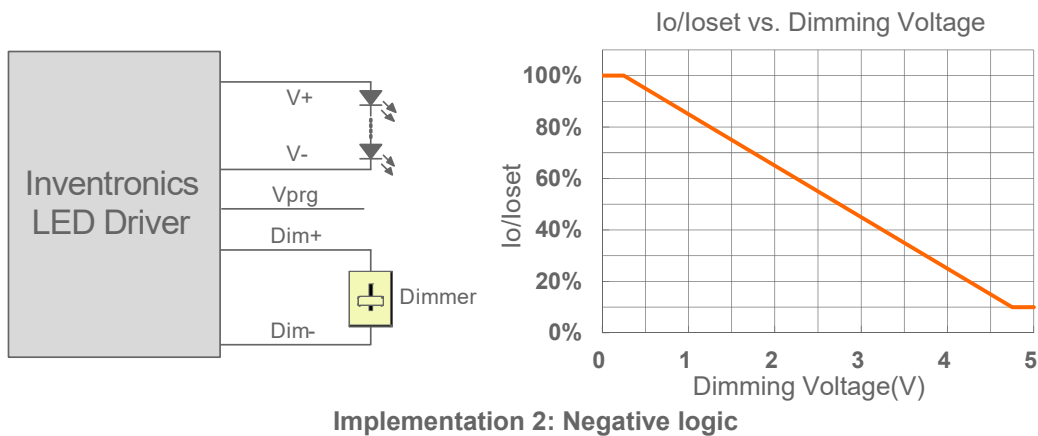 Inventronics
LED Driver
V+
V-
Vprg
Dim+
Dim-
Dimmer
Io/Ioset vs. Dimming Voltage
Io/Ioset
100%
80%
60%
40%
20%
0%
0 1 2 3 4 5
Dimming Voltage(V)
Implementation 2: Negative logic